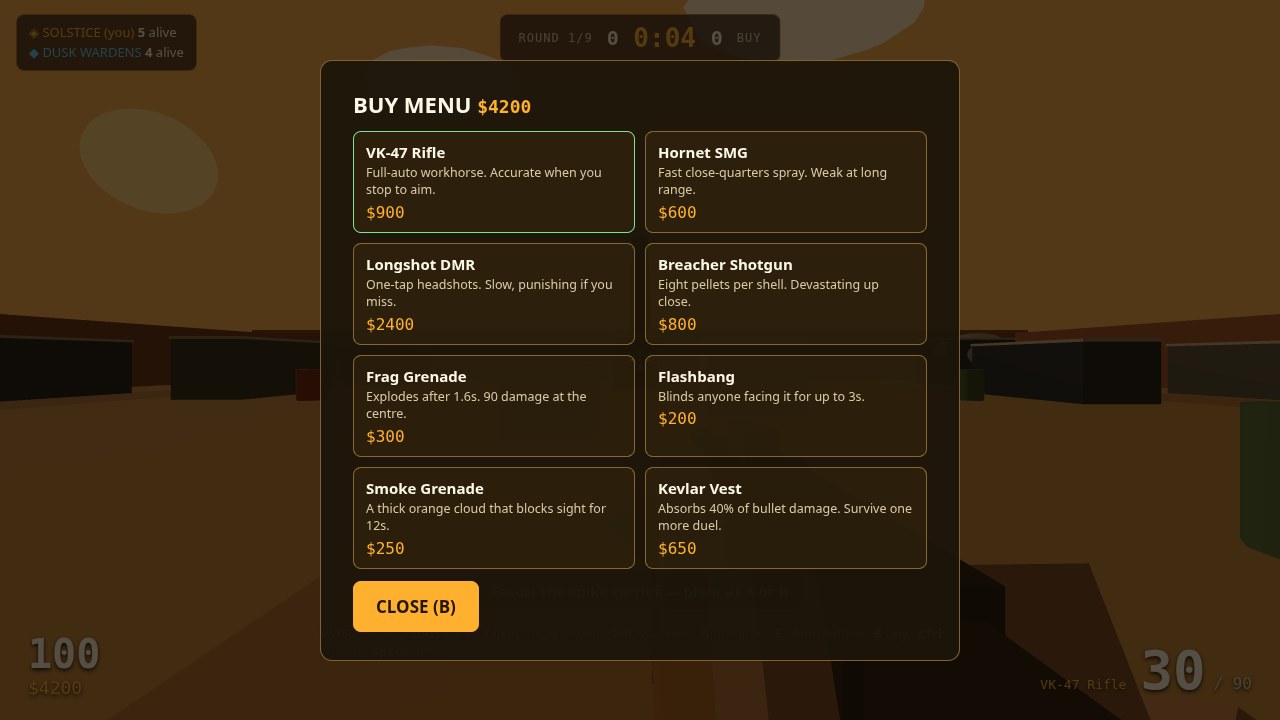 ◈ SOLSTICE (you) 5 alive
◆ DUSK WARDENS 4 alive
ROUND 1/9 0 0:04 0 BUY
BUY MENU $4200
VK-47 Rifle
Full-auto workhorse. Accurate when you
stop to aim.
$900
Hornet SMG
Fast close-quarters spray. Weak at long
range.
$600
Longshot DMR
One-tap headshots. Slow, punishing if you
miss.
$2400
Breacher Shotgun
Eight pellets per shell. Devastating up
close.
$800
Frag Grenade
Explodes after 1.6s. 90 damage at the
centre.
$300
Flashbang
Blinds anyone facing it for up to 3s.
$200
Smoke Grenade
A thick orange cloud that blocks sight for
12s.
$250
Kevlar Vest
Absorbs 40% of bullet damage. Survive one
more duel.
$650
CLOSE (B)
100
$4200
VK-47 Rifle 30 / 90